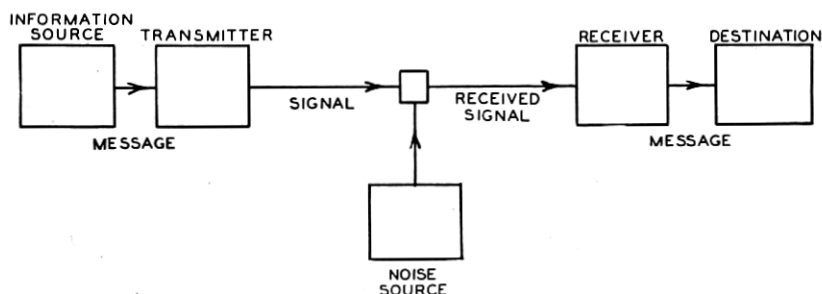 INFORMATION
SOURCE
TRANSMITTER
RECEIVER
DESTINATION
SIGNAL
RECEIVED
SIGNAL
MESSAGE
MESSAGE
NOISE
SOURCE